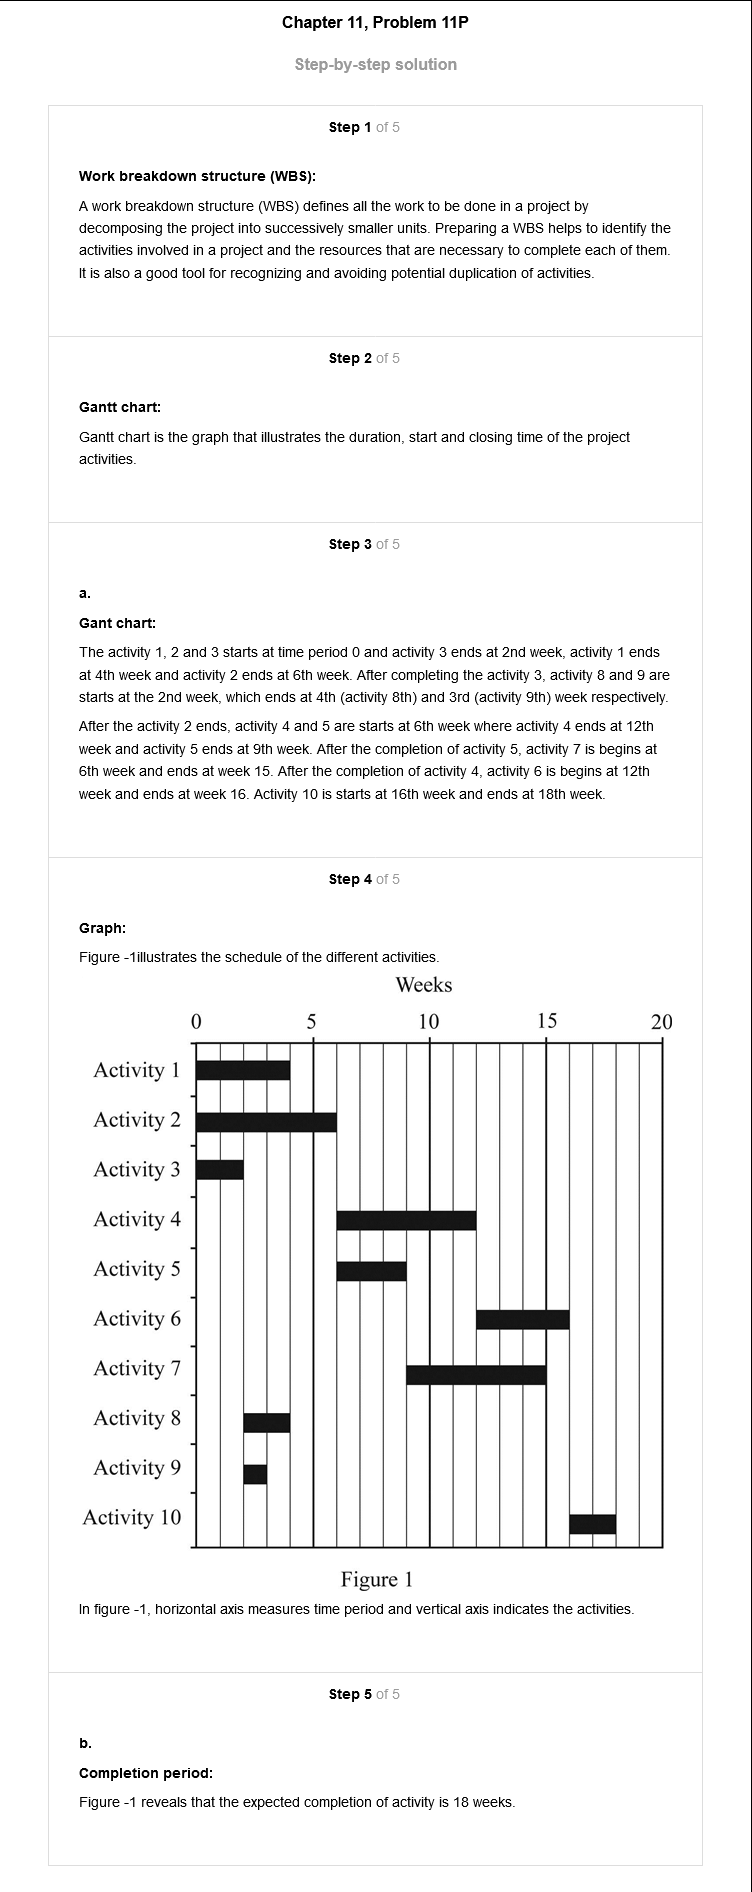 Chapter 11, Problem 11P
Step-by-step solution
Step 1 of 5
Work breakdown structure (WBS):
A work breakdown structure (WBS) defines all the work to be done in a project by
decomposing the project into successively smaller units. Preparing a WBS helps to identify the
activities involved in a project and the resources that are necessary to complete each of them.
It is also a good tool for recognizing and avoiding potential duplication of activities.
Step 2 of 5
Gantt chart:
Gantt chart is the graph that illustrates the duration, start and closing time of the project
activities.
Step 3 of 5
a.
Gant chart:
The activity 1, 2 and 3 starts at time period 0 and activity 3 ends at 2nd week, activity 1 ends
at 4th week and activity 2 ends at 6th week. After completing the activity 3, activity 8 and 9 are
starts at the 2nd week, which ends at 4th (activity 8th) and 3rd (activity 9th) week respectively.
After the activity 2 ends, activity 4 and 5 are starts at 6th week where activity 4 ends at 12th
week and activity 5 ends at 9th week. After the completion of activity 5, activity 7 is begins at
6th week and ends at week 15. After the completion of activity 4, activity 6 is begins at 12th
week and ends at week 16. Activity 10 is starts at 16th week and ends at 18th week.
Step 4 of 5
Graph:
Figure -1illustrates the schedule of the different activities.
Weeks
0 5 10 15 20
Activity 1
Activity 2
Activity 3
Activity 4
Activity 5
Activity 6
Activity 7
Activity 8
Activity 9
Activity 10
Figure 1
In figure -1, horizontal axis measures time period and vertical axis indicates the activities.
Step 5 of 5
b.
Completion period:
Figure -1 reveals that the expected completion of activity is 18 weeks.